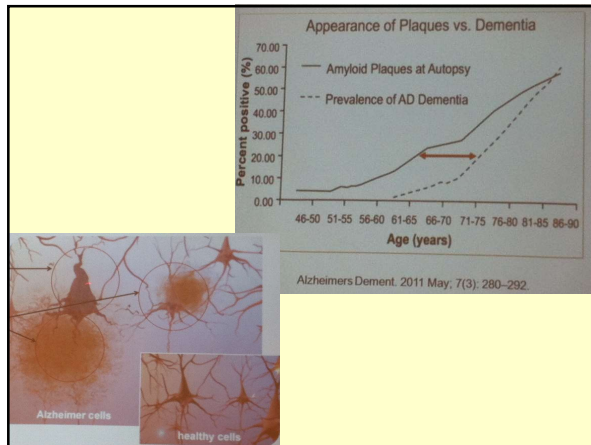 Appearance of Plaques vs. Dementia
70.00
60.00
50.00
40.00
30.00
20.00
10.00
0.00
Percent positive (%)
Amyloid Plaques at Autopsy
Prevalence of AD Dementia
46-50 51-55 56-60 61-65 66-70 71-75 76-80 81-85 86-90
Age (years)
Alzheimers Dement. 2011 May; 7(3): 280–292.
Alzheimer cells
healthy cells